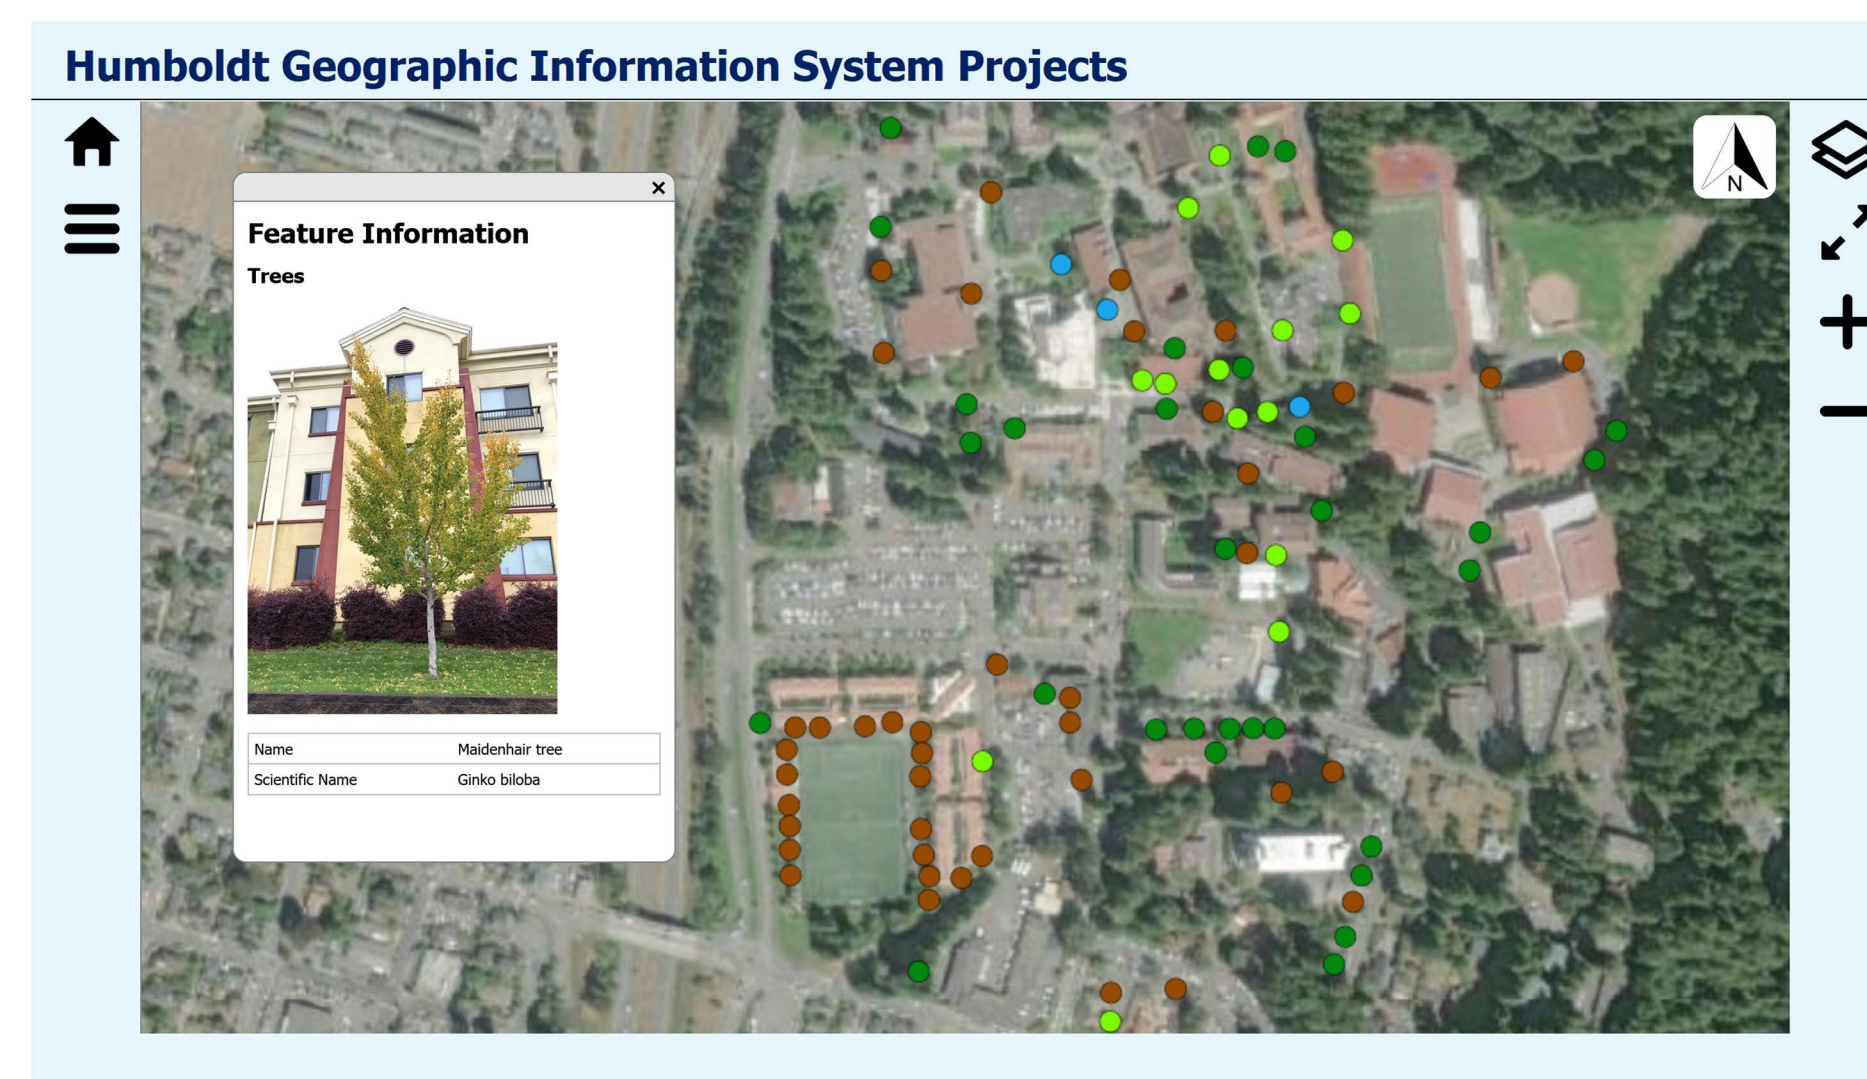 Humboldt Geographic Information System Projects
N
Feature Information
Trees
Name Maidenhair tree
Scientific Name Ginko biloba